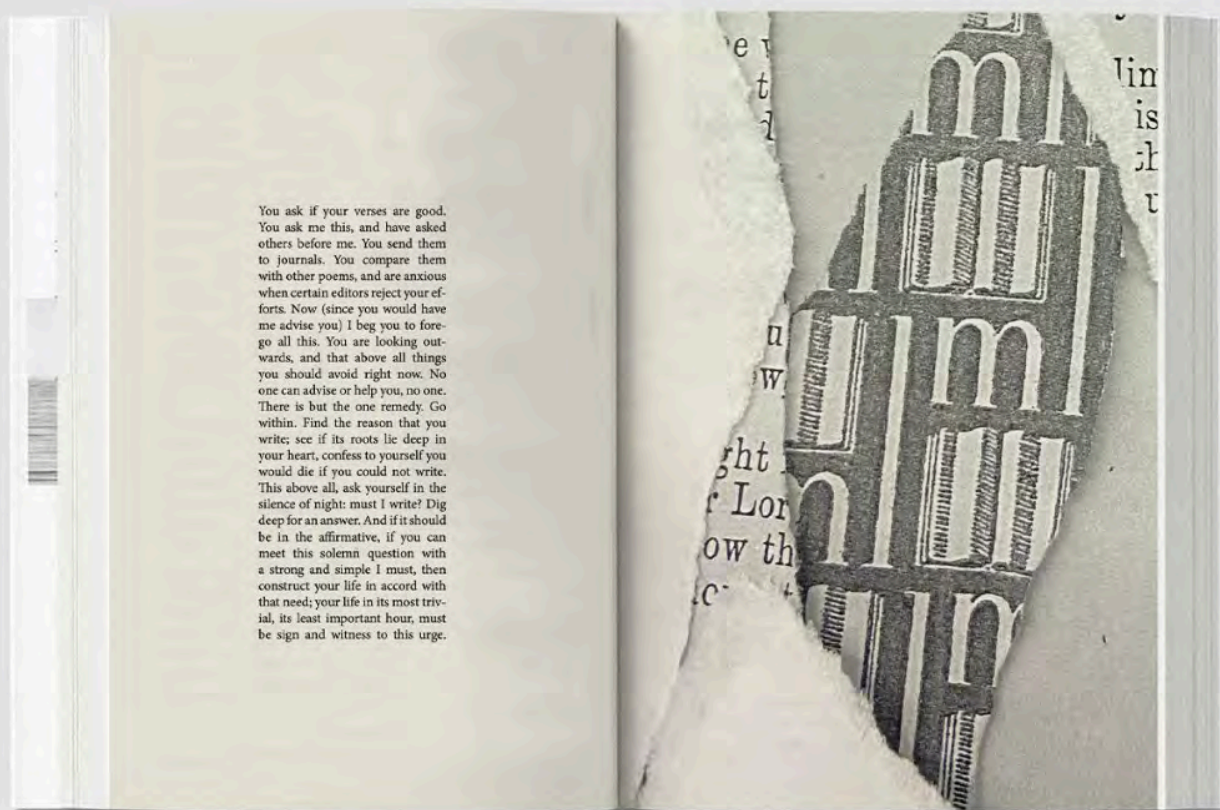 You ask if your verses are good.
You ask me this, and have asked
others before me. You send them
to journals. You compare them
with other poems, and are anxious
when certain editors reject your ef-
forts. Now (since you would have
me advise you) I beg you to fore-
go all this. You are looking out-
wards, and that above all things
you should avoid right now. No
one can advise or help you, no one.
There is but the one remedy. Go
within. Find the reason that you
write; see if its roots lie deep in
your heart, confess to yourself you
would die if you could not write.
This above all, ask yourself in the
silence of night: must I write? Dig
deep for an answer. And if it should
be in the affirmative, if you can
meet this solemn question with
a strong and simple I must, then
construct your life in accord with
that need; your life in its most triv-
ial, its least important hour, must
be sign and witness to this urge.
t
d
u
w
ght
r Lor
ow th
lim
is
ch
u
m
m
m